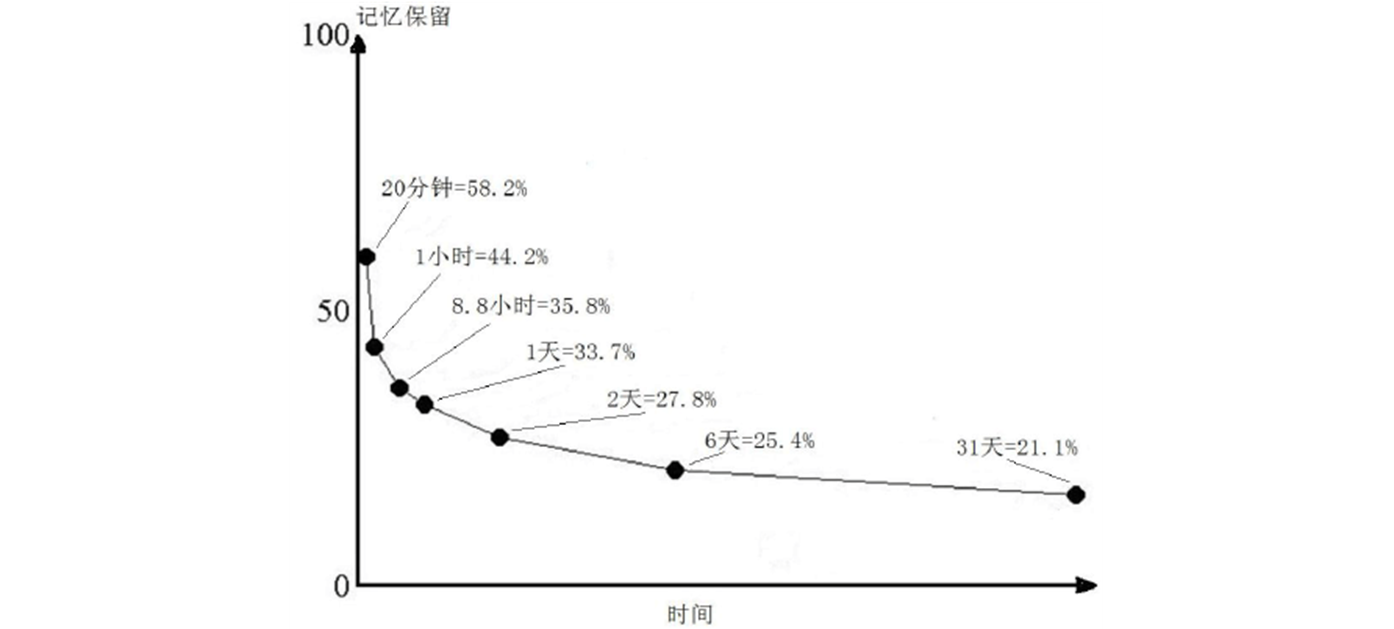 记忆保留
100
20分钟=58.2%
1小时=44.2%
50
8.8小时=35.8%
1天=33.7%
2天=27.8%
6天=25.4%
31天=21.1%
0
时间